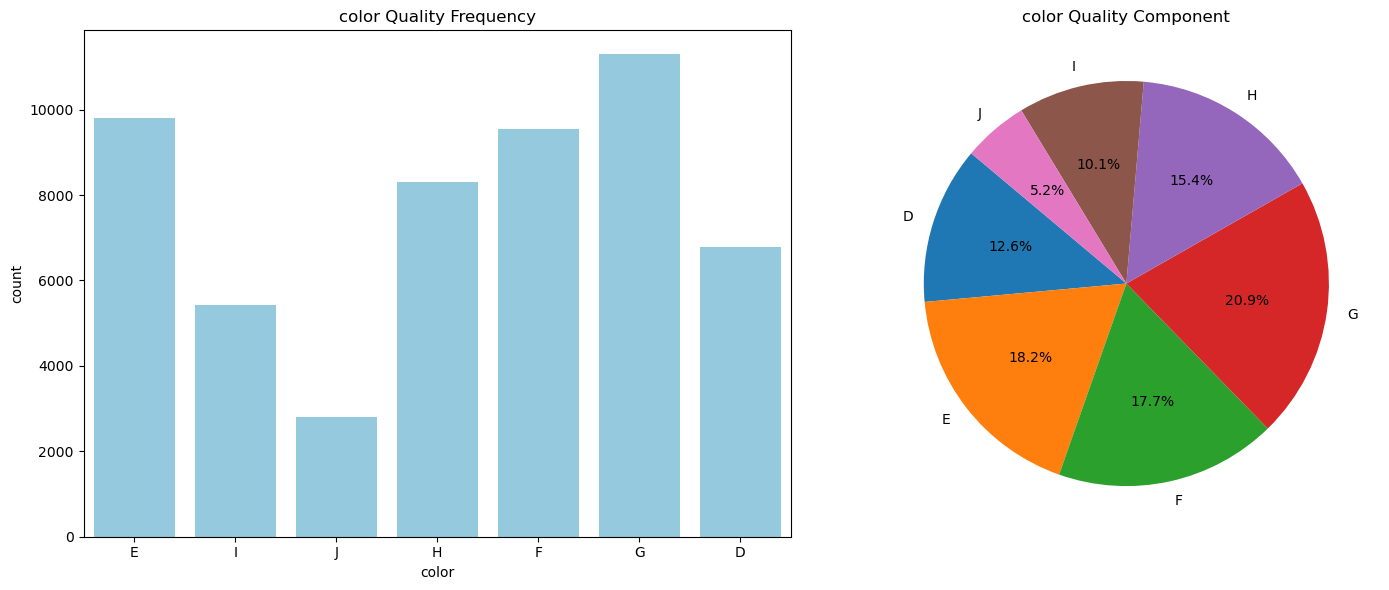 color Quality Frequency
10000
8000
6000
4000
2000
0
count
E I J H F G D
color
color Quality Component
I
H
J
10.1%
15.4%
5.2%
D
12.6%
20.9%
G
18.2%
17.7%
E
F